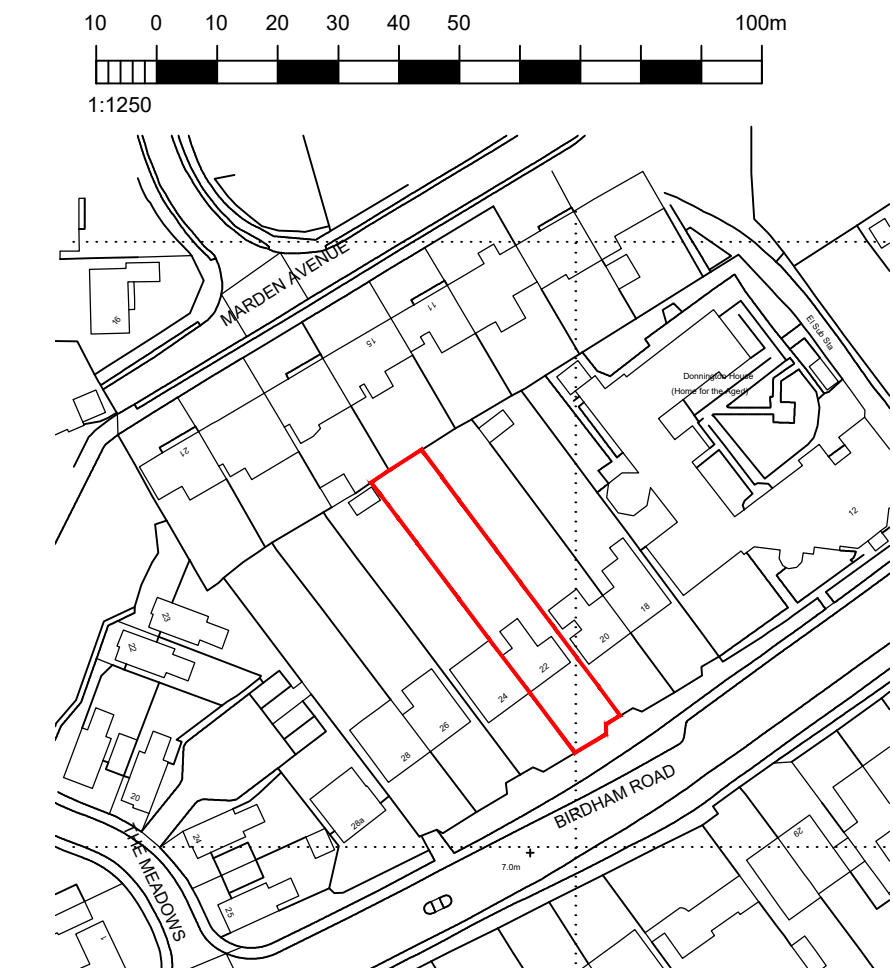 10 0 10 20 30 40 50 100m
1:1250
MARDEN AVENUE
16
11
15
El Sub Sta
Donnington House
(Home for the Aged)
21
12
23
22
18
20
22
24
26
28
28a
20
24
25
BIRDHAM ROAD
THE MEADOWS
29
7.0m
1